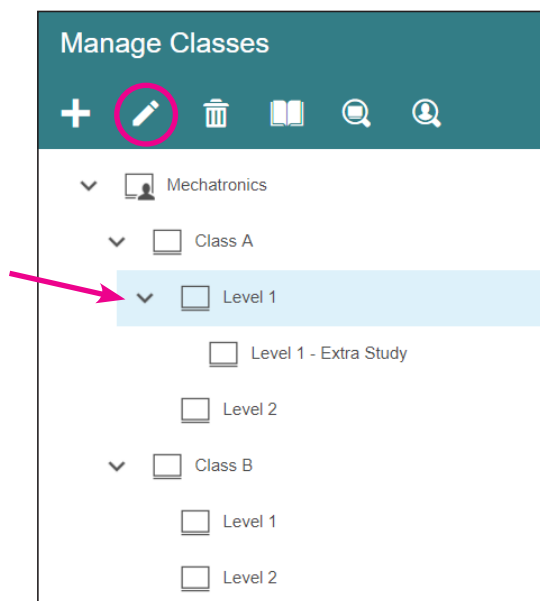 Manage Classes
Mechatronics
Class A
Level 1
Level 1 - Extra Study
Level 2
Class B
Level 1
Level 2